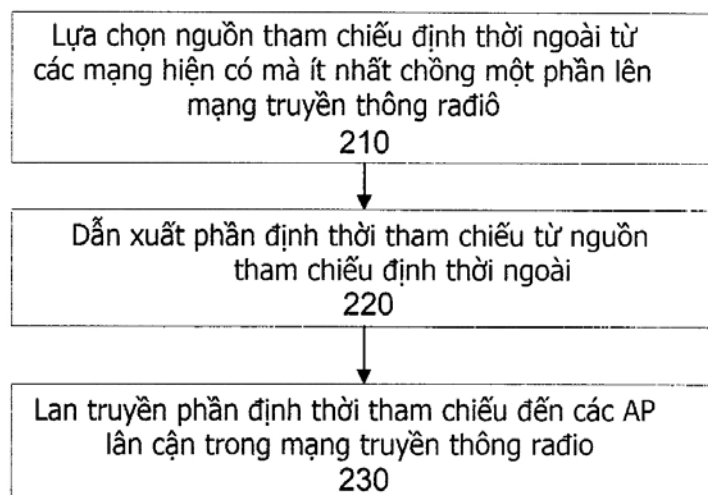 Lựa chọn nguồn tham chiếu định thời ngoài từ
các mạng hiện có mà ít nhất chồng một phần lên
mạng truyền thông rađiô
210
Dẫn xuất phần định thời tham chiếu từ nguồn
tham chiếu định thời ngoài
220
Lan truyền phần định thời tham chiếu đến các AP
lân cận trong mạng truyền thông rađio
230